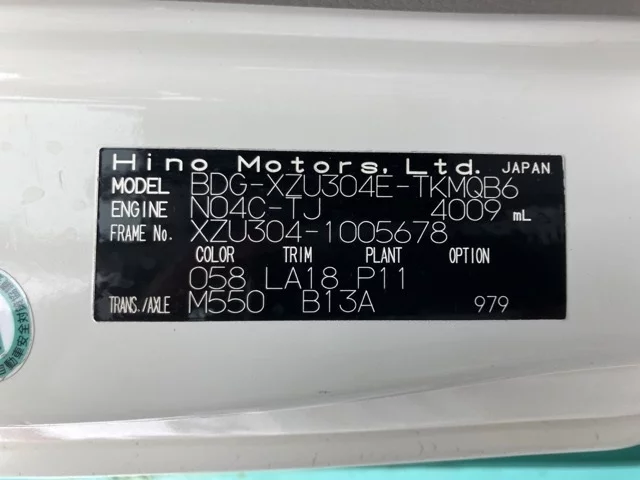 Hino Motors, Ltd. JAPAN
MODEL BDG-XZU304E-TKMQB6
ENGINE N04C-TJ 4009 mL
FRAME No. XZU304-1005678
COLOR TRIM PLANT OPTION
058 LA18 P11
TRANS./AXLE M550 B13A 979